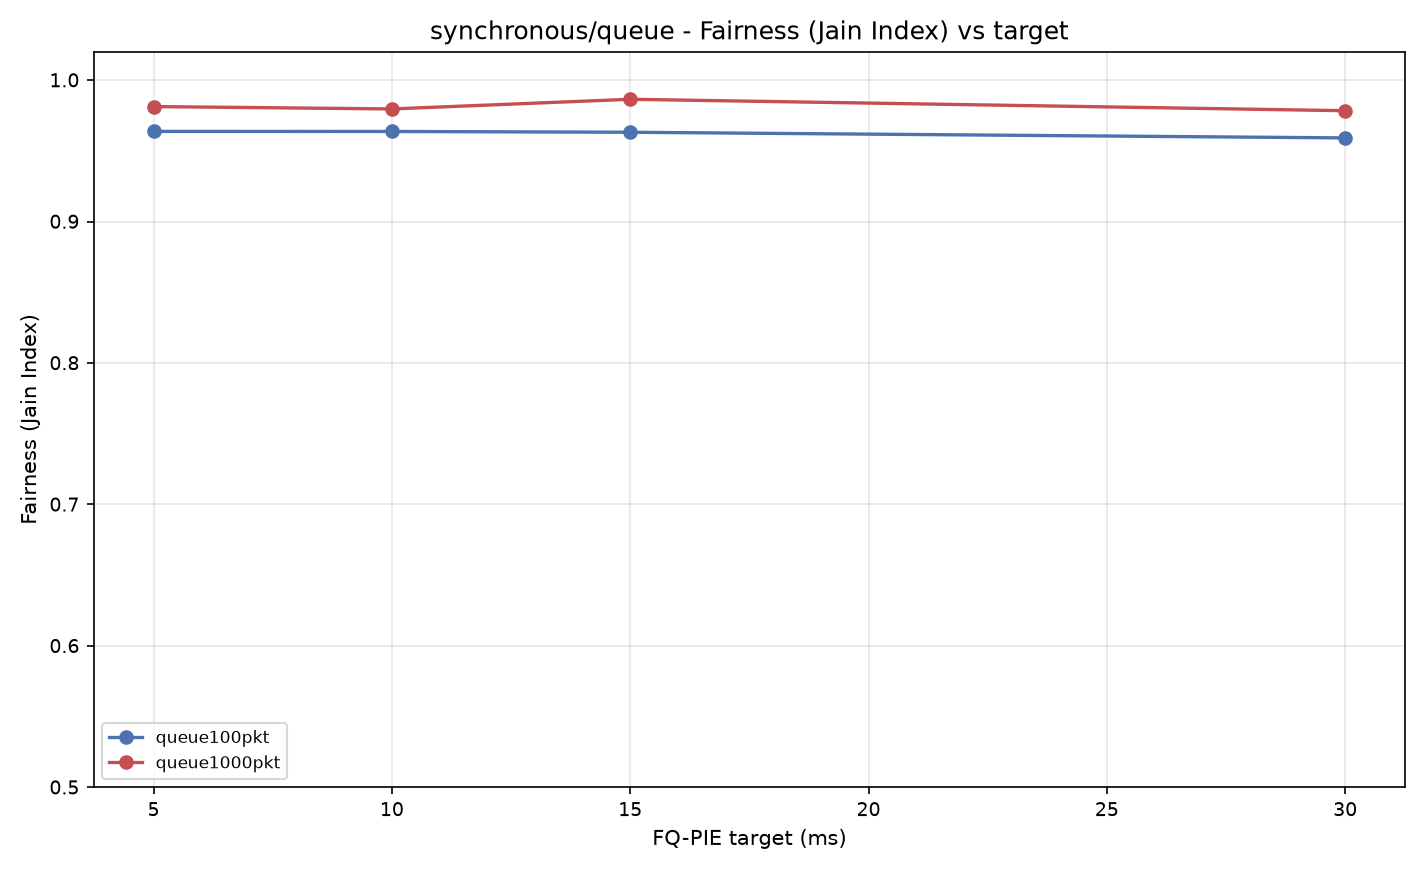 synchronous/queue - Fairness (Jain Index) vs target
1.0
0.9
0.8
0.7
0.6
0.5
Fairness (Jain Index)
queue100pkt
queue1000pkt
5 10 15 20 25 30
FQ-PIE target (ms)